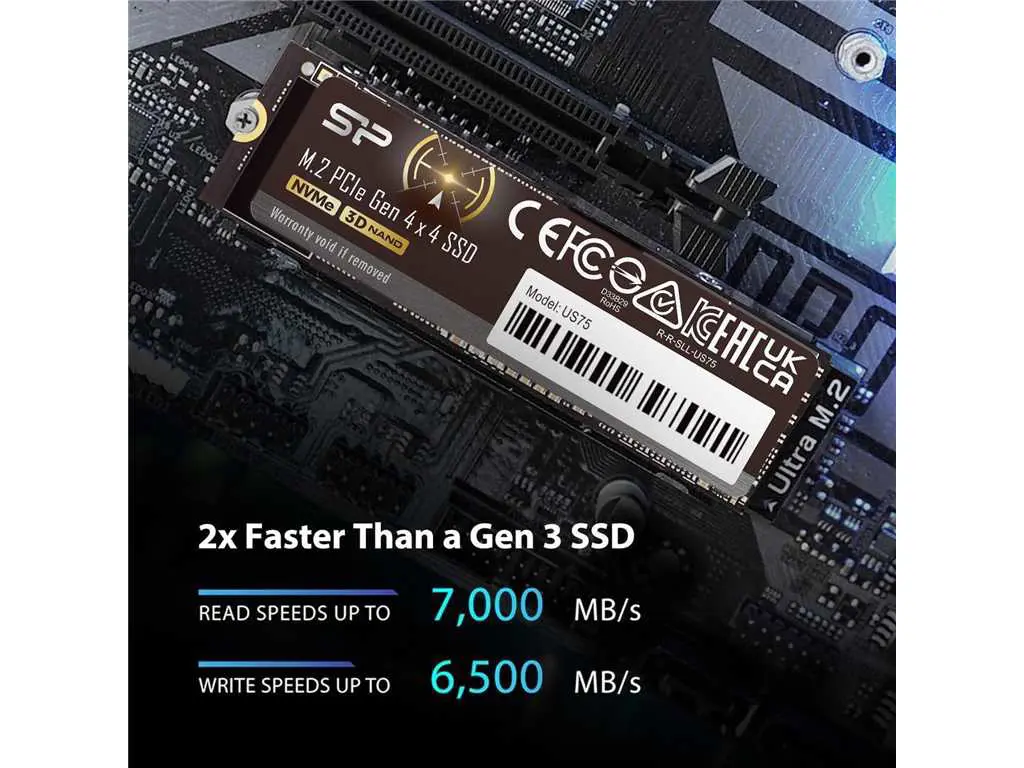 SP
M.2 PCIe Gen 4 x 4 SSD
NVMe 3D NAND
Warranty void if removed
CE FC
D33B29
RoHS
EAC UK CA
R-R-SLL-US75
Model: US75
Ultra M.2
2x Faster Than a Gen 3 SSD
READ SPEEDS UP TO 7,000 MB/s
WRITE SPEEDS UP TO 6,500 MB/s